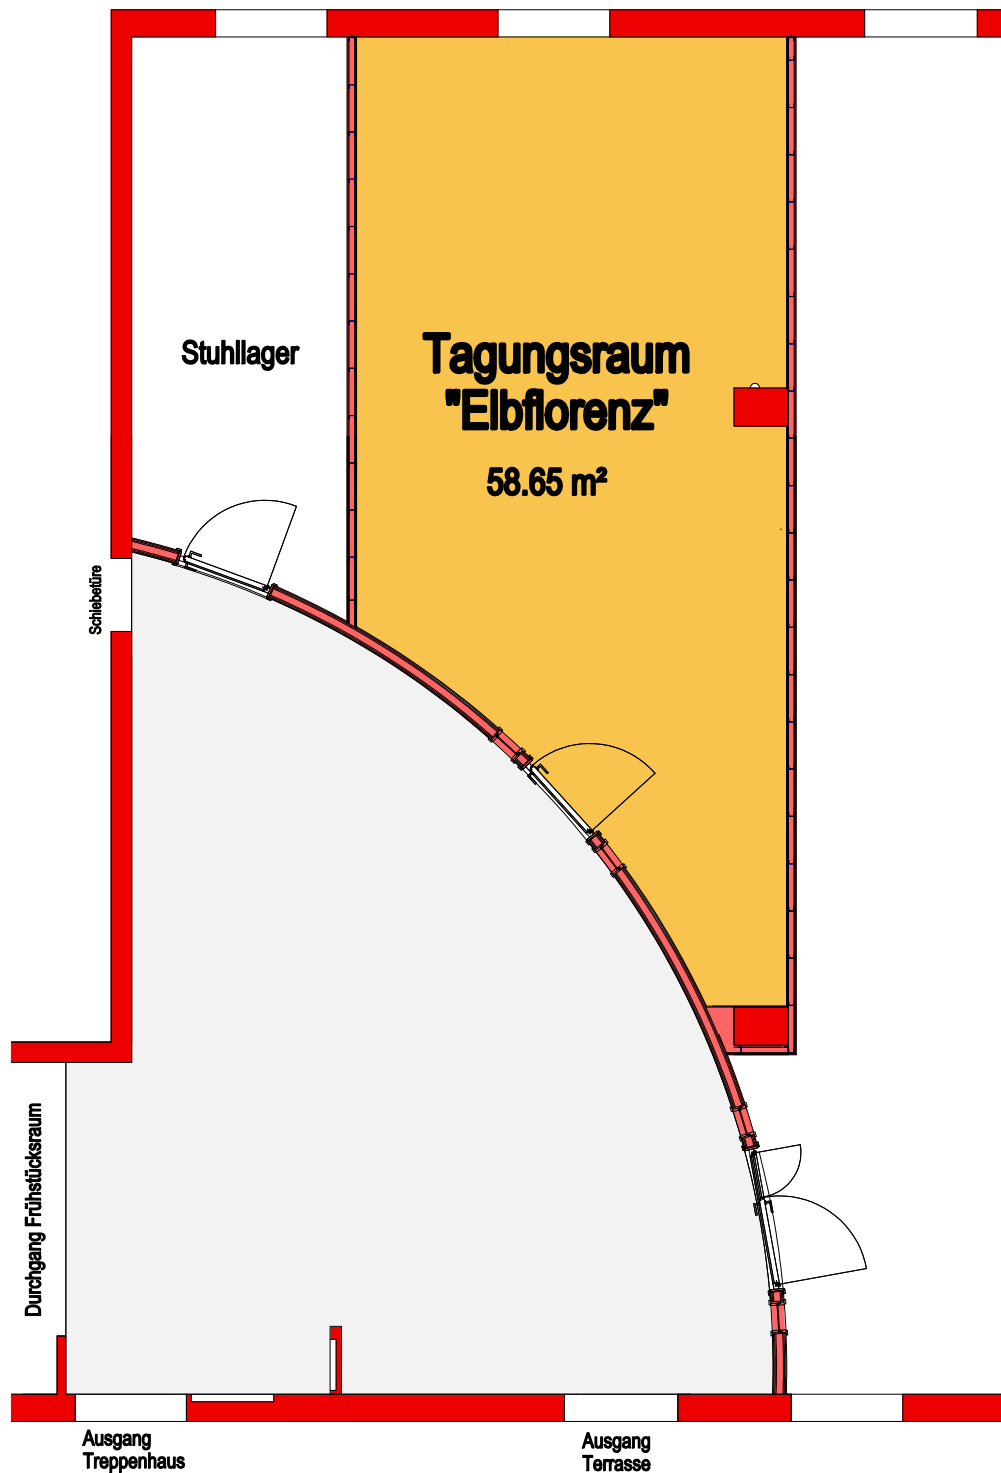 Stuhllager
Tagungsraum
"Elbflorenz"
58.65 m²
Schiebetüre
Durchgang Frühstücksraum
Ausgang
Treppenhaus
Ausgang
Terrasse